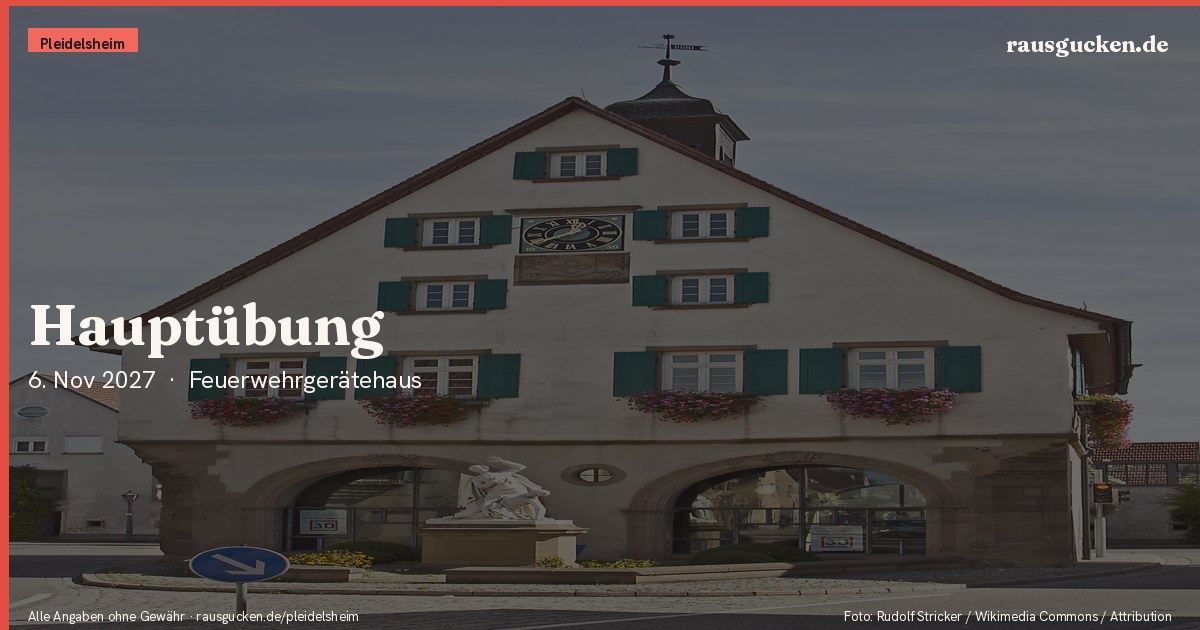 Pleidelsheim
rausgucken.de
Hauptübung
6. Nov 2027 · Feuerwehrgerätehaus
30
Alle Angaben ohne Gewähr · rausgucken.de/pleidelsheim
Foto: Rudolf Stricker / Wikimedia Commons / Attribution